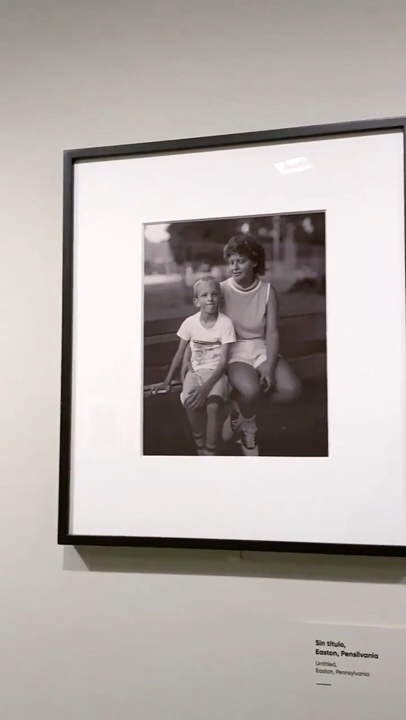 Sin título,
Easton, Pensilvania
Untitled,
Easton, Pennsylvania